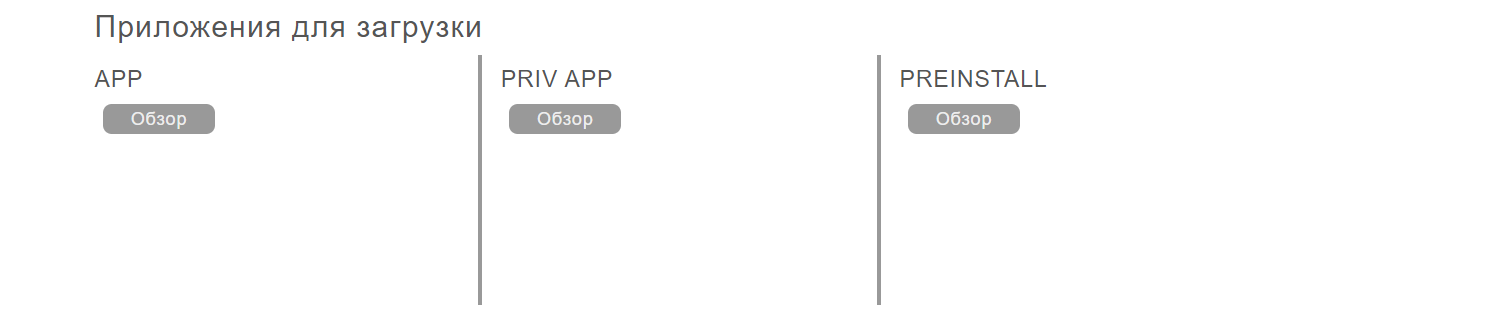 Приложения для загрузки
APP
PRIV APP
PREINSTALL
Обзор
Обзор
Обзор